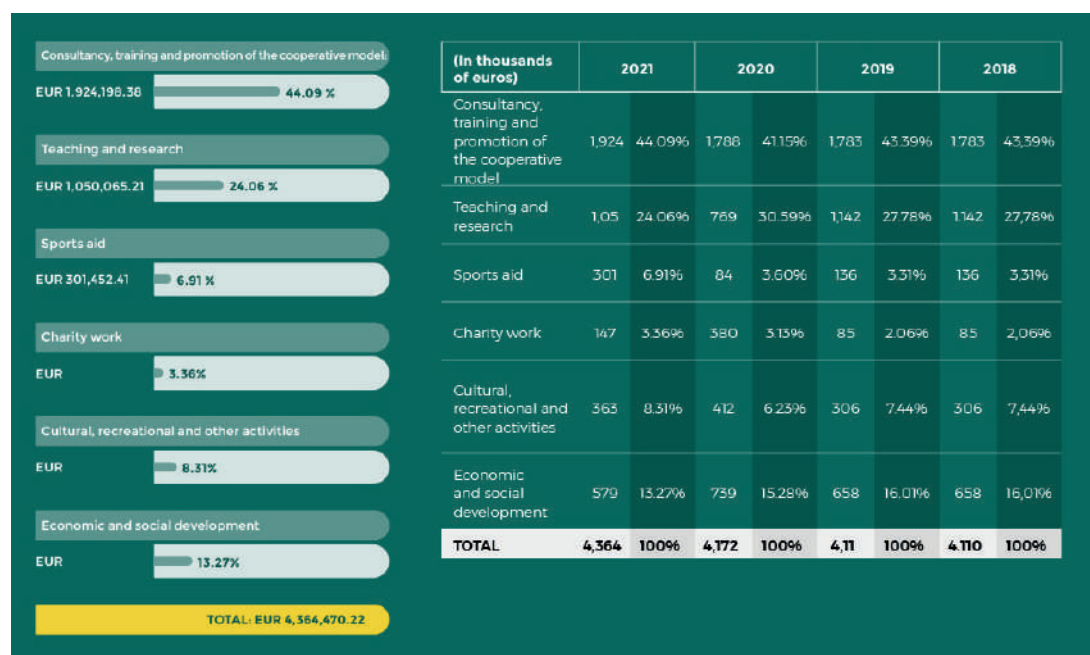 Consultancy, training and promotion of the cooperative model:
EUR 1.924,198.38 44.09 %
Teaching and research
EUR 1,050,065.21 24.06 %
Sports aid
EUR 301,452.41 6.91 %
Charity work
EUR 3.36%
Cultural, recreational and other activities
EUR 8.31%
Economic and social development
EUR 13.27%
TOTAL: EUR 4,364,470.22
(In thousands
of euros) 2021 2020 2019 2018
Consultancy,
training and
promotion of
the cooperative
model
1,924 44.09% 1,788 41.15% 1,783 43.39% 1.783 43,39%
Teaching and
research
1,05 24.06% 769 30.59% 1,142 27.78% 1.142 27,78%
Sports aid 301 6.91% 84 3.60% 136 3.31% 136 3,31%
Charity work 147 3.36% 380 3.13% 85 2.06% 85 2,06%
Cultural,
recreational and
other activities
363 8.31% 412 6.23% 306 7.44% 306 7,44%
Economic
and social
development
579 13.27% 739 15.28% 658 16.01% 658 16,01%
TOTAL 4,364 100% 4,172 100% 4,11 100% 4.110 100%